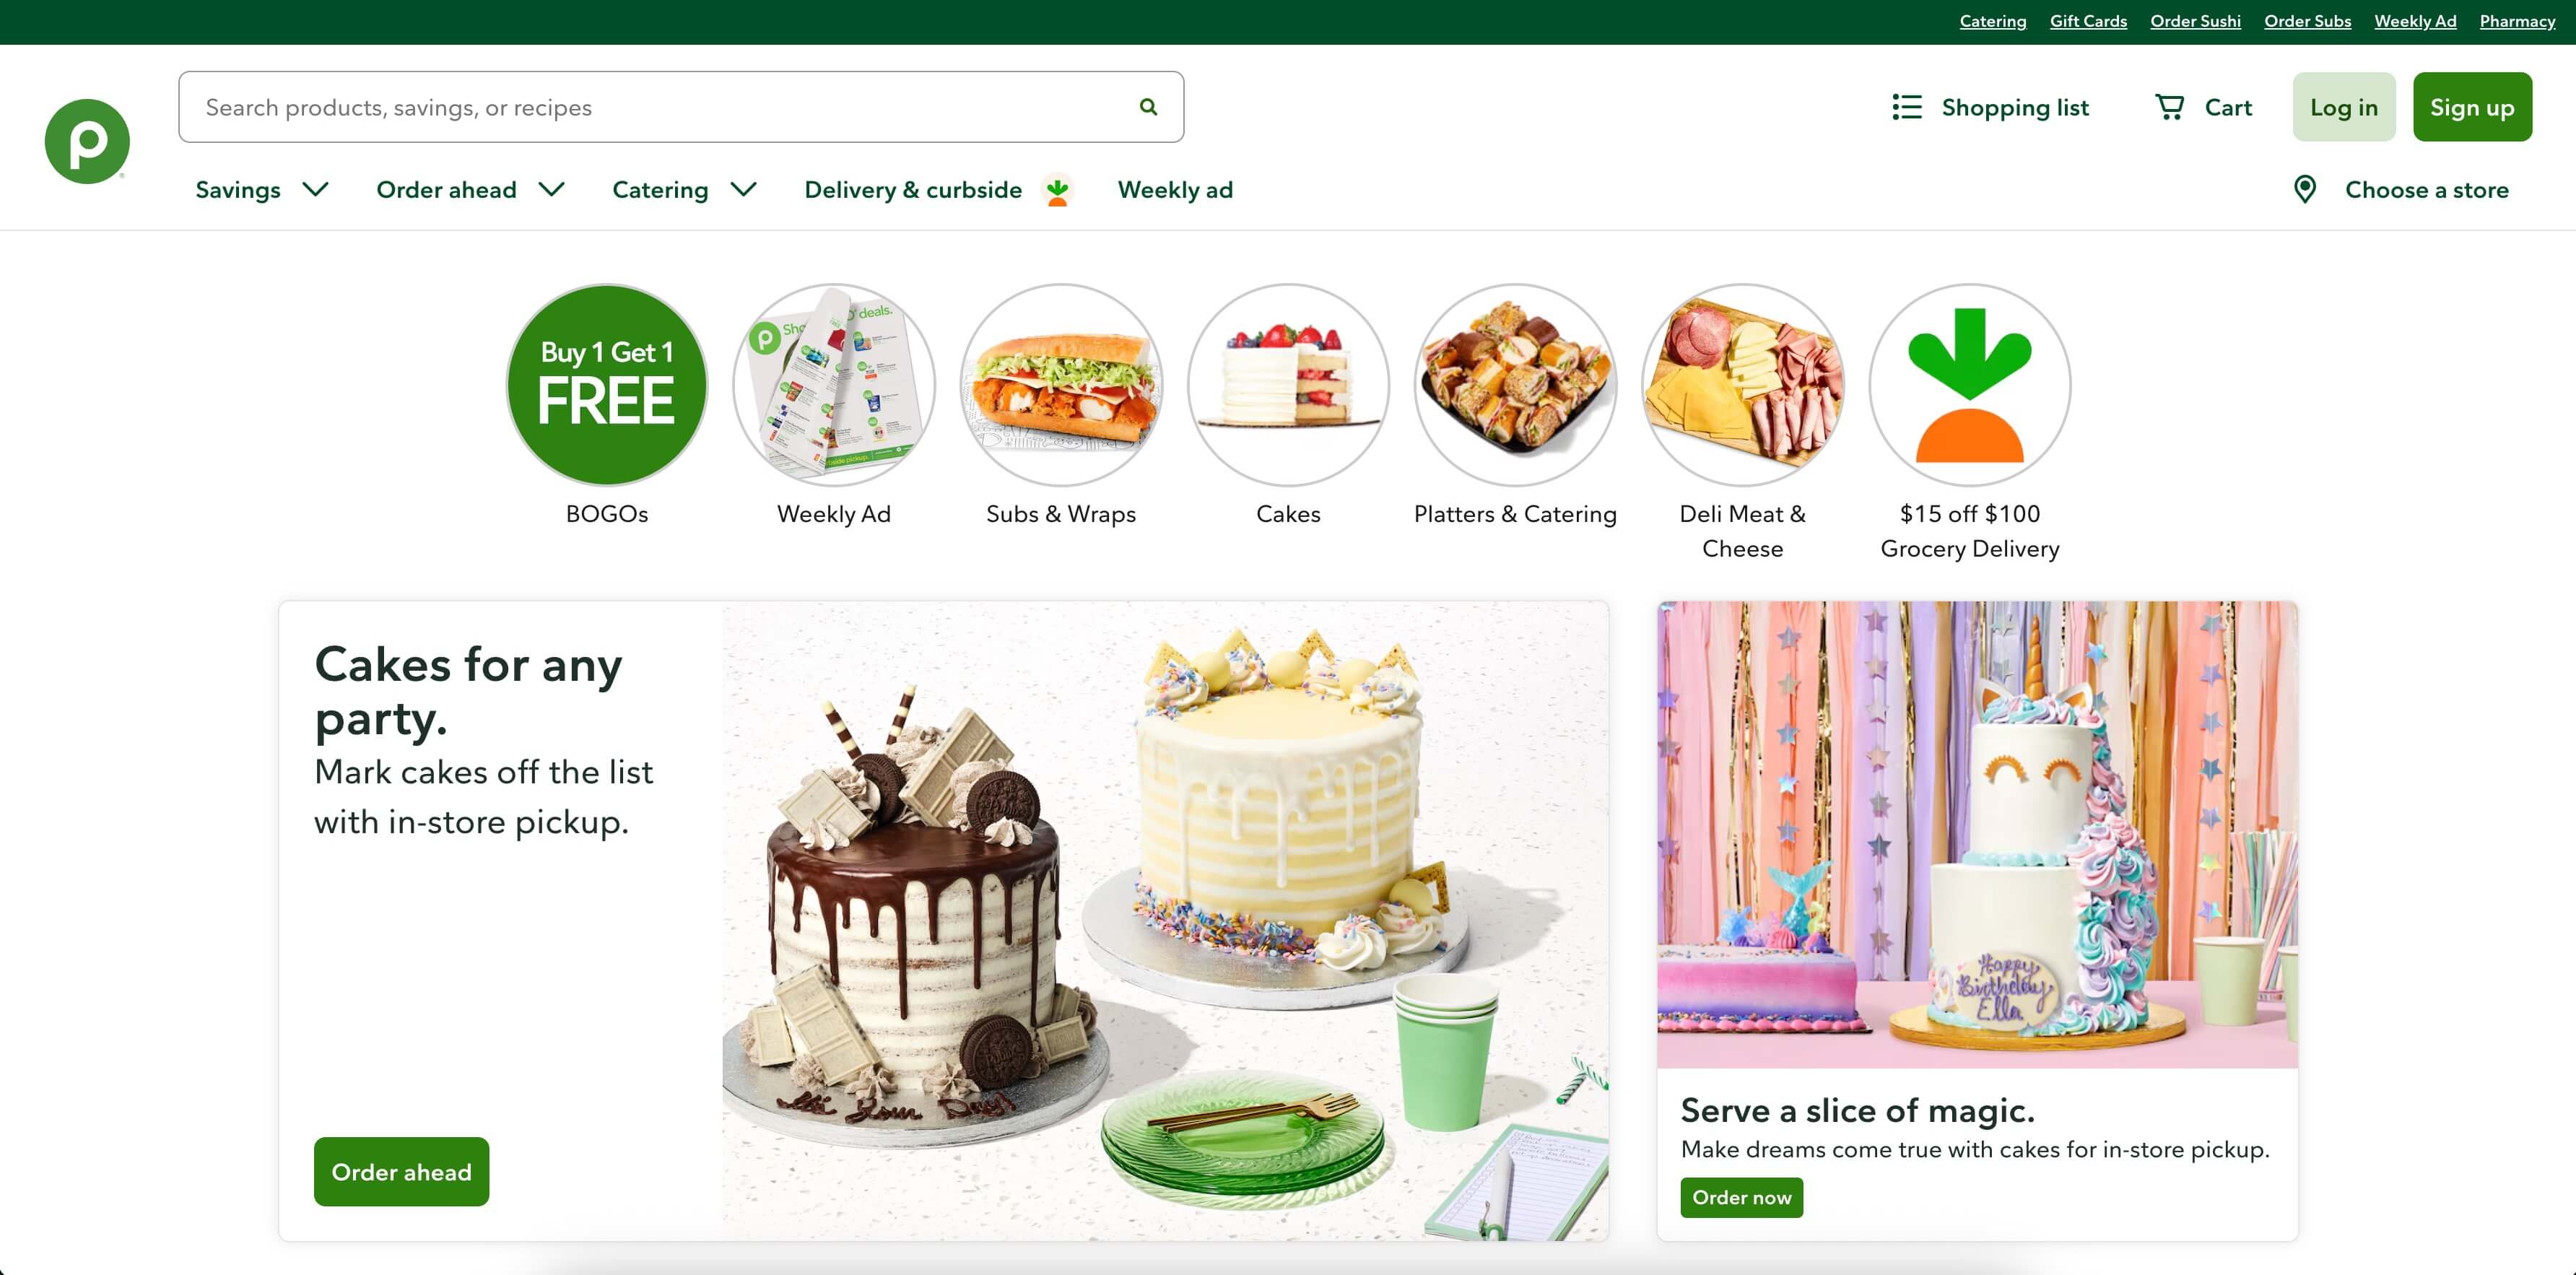 Catering Gift Cards Order Sushi Order Subs Weekly Ad Pharmacy
Search products, savings, or recipes
Shopping list
Cart
Log in
Sign up
Savings
Order ahead
Catering
Delivery & curbside
Weekly ad
Choose a store
Buy 1 Get 1
FREE
deals.
BOGOs
Weekly Ad
Subs & Wraps
Cakes
Platters & Catering
Deli Meat &
Cheese
$15 off $100
Grocery Delivery
Cakes for any
party.
Mark cakes off the list
with in-store pickup.
Order ahead
Happy
Birthday
Ella
Serve a slice of magic.
Make dreams come true with cakes for in-store pickup.
Order now